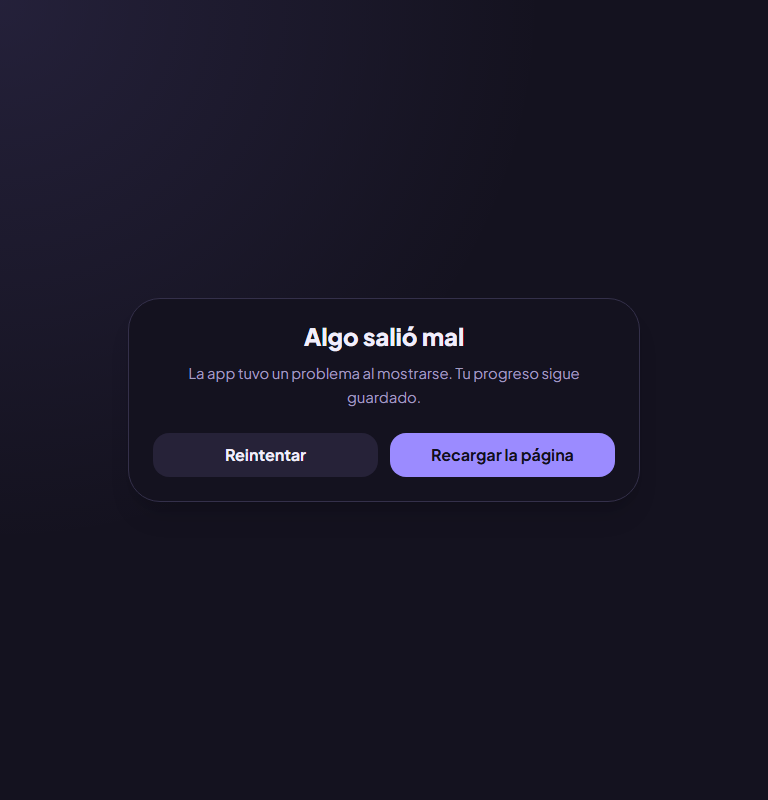 Algo salió mal
La app tuvo un problema al mostrarse. Tu progreso sigue
guardado.
Reintentar
Recargar la página